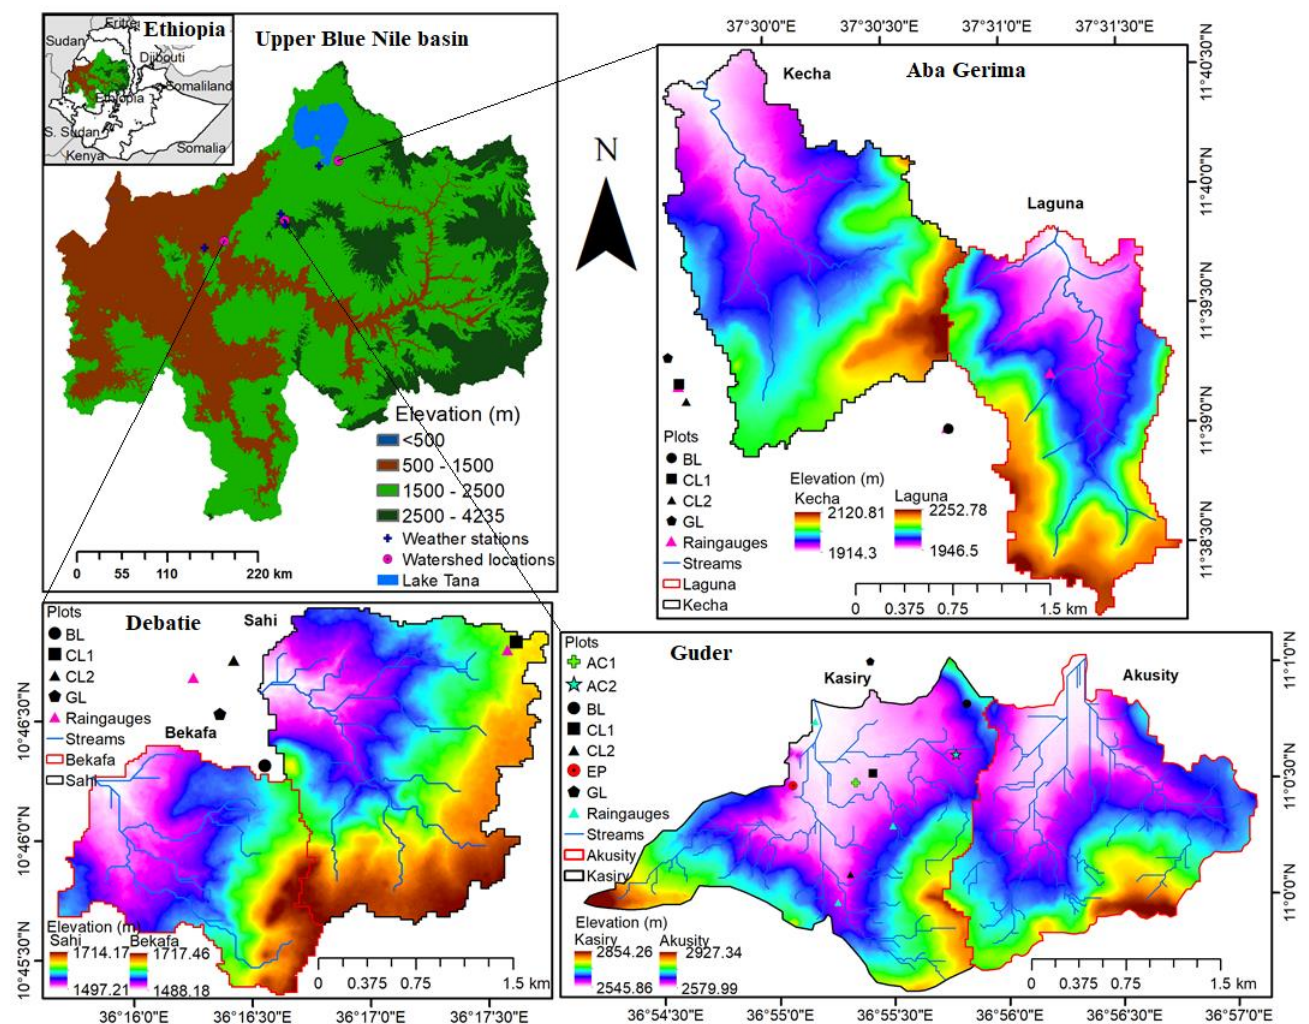 Ethiopia
Eritre
Sudan
Djibouti
Somaliland
Ethiopia
S. Sudan
Kenya
Somalia
Upper Blue Nile basin
Elevation (m)
<500
500 - 1500
1500 - 2500
2500 - 4235
Weather stations
Watershed locations
Lake Tana
0 55 110 220 km
N
37°30'0"E 37°30'30"E 37°31'0"E 37°31'30"E
Kecha
Aba Gerima
Laguna
11°40'30"N
11°40'0"N
11°39'30"N
11°39'0"N
11°38'30"N
Plots
BL
CL1
CL2
GL
Raingauges
Streams
Laguna
Kecha
Elevation (m)
Kecha Laguna
2120.81 2252.78
1914.3 1946.5
0 0.375 0.75 1.5 km
Plots
BL
CL1
CL2
GL
Raingauges
Streams
Bekafa
Sahi
Debatie
Sahi
Bekafa
10°46'30"N
10°46'0"N
10°45'30"N
Elevation (m)
Sahi Bekafa
1714.17 1717.46
1497.21 1488.18
0 0.375 0.75 1.5 km
36°16'0"E 36°16'30"E 36°17'0"E 36°17'30"E
Plots
AC1
AC2
BL
CL1
CL2
EP
GL
Raingauges
Streams
Akusity
Kasiry
Guder
Kasiry
Akusity
11°1'0"N
11°0'30"N
11°0'0"N
Elevation (m)
Kasiry Akusity
2854.26 2927.34
2545.86 2579.99
0 0.375 0.75 1.5 km
36°54'30"E 36°55'0"E 36°55'30"E 36°56'0"E 36°56'30"E 36°57'0"E